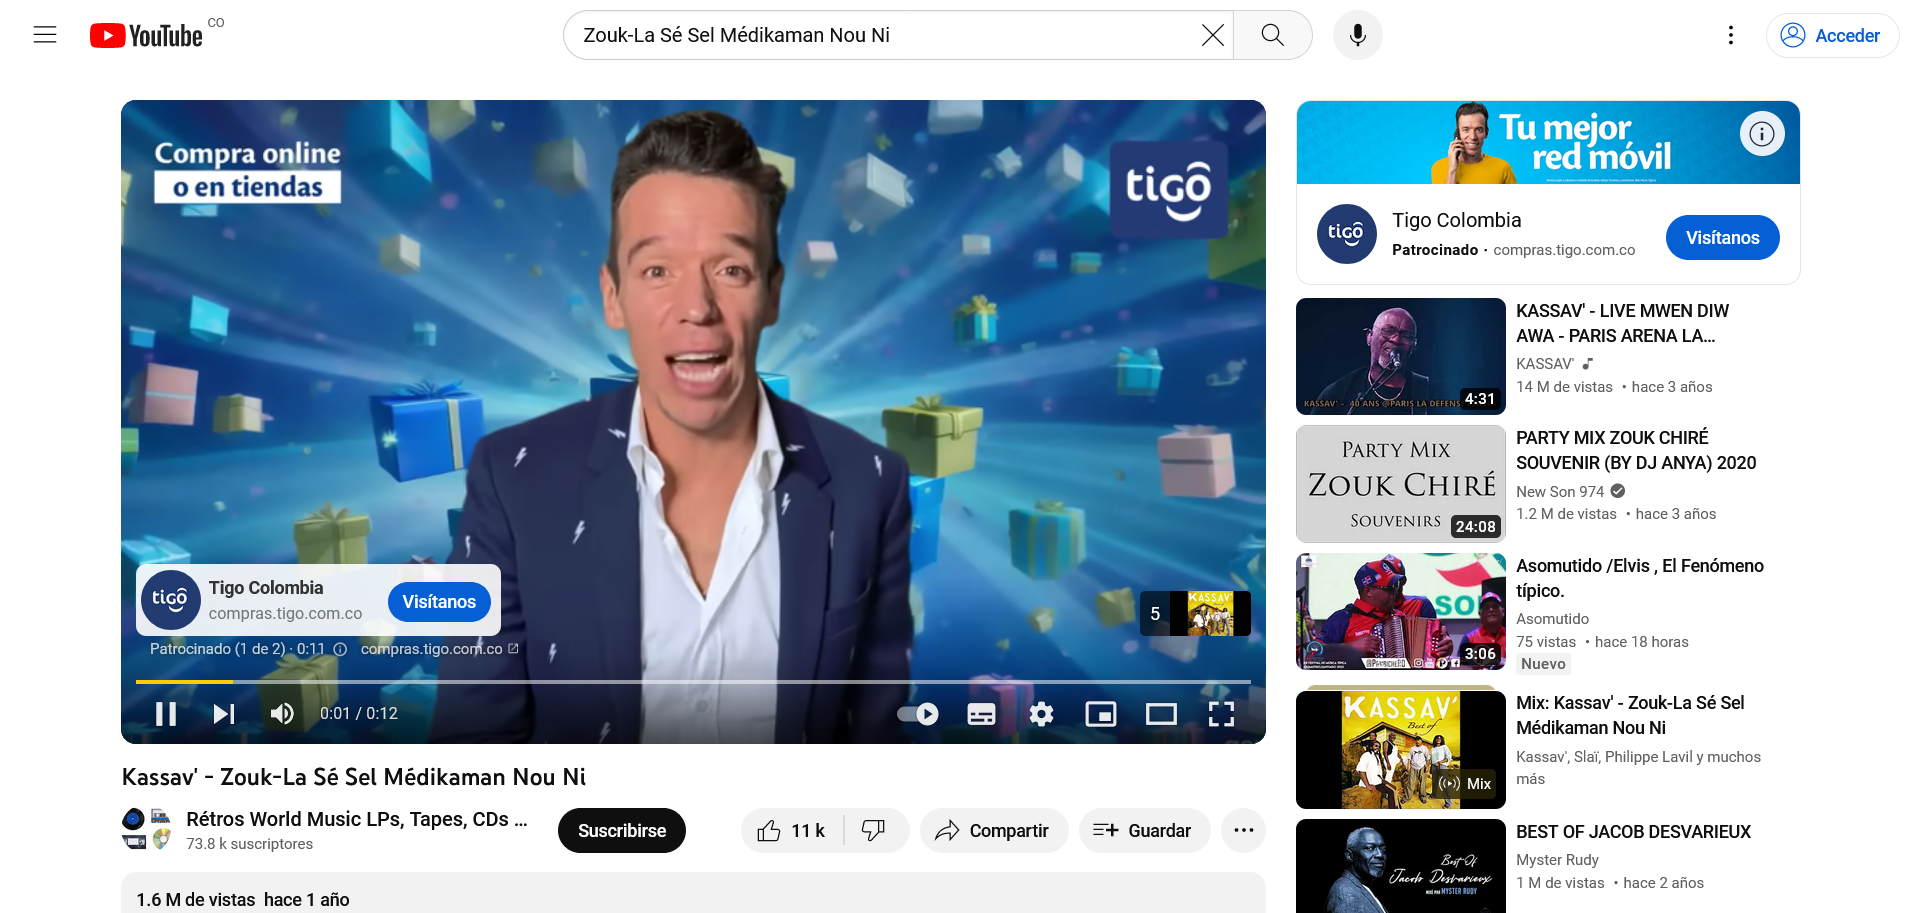 YouTube CO
Zouk-La Sé Sel Médikaman Nou Ni
Acceder
Compra online
o en tiendas
tigo
Tigo Colombia
compras.tigo.com.co
Visítanos
tigo
5
KASSAV'
Patrocinado (1 de 2) · 0:11
compras.tigo.com.co
0:01 / 0:12
Kassav' - Zouk-La Sé Sel Médikaman Nou Ni
Rétros World Music LPs, Tapes, CDs ...
73.8 k suscriptores
Suscribirse
11 k
Compartir
Guardar
1.6 M de vistas hace 1 año
Tu mejor
red móvil
tigo
Tigo Colombia
Patrocinado · compras.tigo.com.co
Visítanos
KASSAV' - 40 ANS @PARIS LA DEFENS
4:31
KASSAV' - LIVE MWEN DIW
AWA - PARIS ARENA LA...
KASSAV'
14 M de vistas • hace 3 años
PARTY MIX
ZOUK CHIRÉ
SOUVENIRS
24:08
PARTY MIX ZOUK CHIRÉ
SOUVENIR (BY DJ ANYA) 2020
New Son 974
1.2 M de vistas • hace 3 años
3:06
Asomutido /Elvis , El Fenómeno
típico.
Asomutido
75 vistas • hace 18 horas
Nuevo
KASSAV'
Best of
Mix
Mix: Kassav' - Zouk-La Sé Sel
Médikaman Nou Ni
Kassav', Slaï, Philippe Lavil y muchos
más
Best Of
Jacob Desvarieux
MIXÉ PAR MYSTER RUDY
BEST OF JACOB DESVARIEUX
Myster Rudy
1 M de vistas • hace 2 años